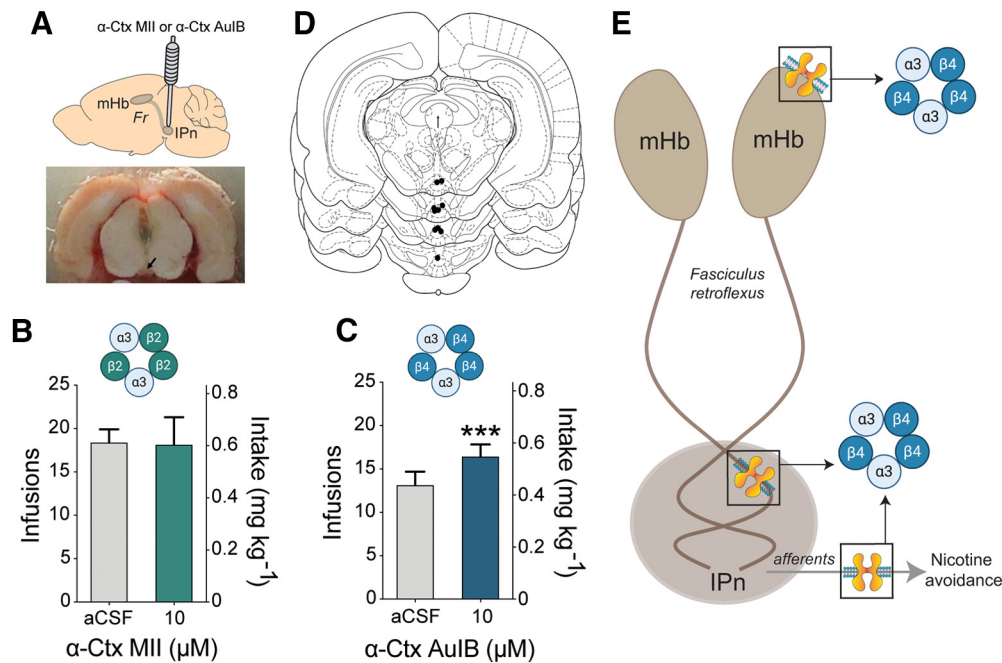 A
α-Ctx MII or α-Ctx AuIB
mHb
Fr
IPn
B
α3
β2
β2
β2
α3
25
20
15
10
5
0
Infusions
0.8
0.6
0.4
0.2
0
Intake (mg kg-1)
aCSF
10
α-Ctx MII (μM)
C
α3
β4
β4
β4
α3
25
20
15
10
5
0
Infusions
***
0.8
0.6
0.4
0.2
0
Intake (mg kg-1)
aCSF
10
α-Ctx AuIB (μM)
D
E
mHb
mHb
α3
β4
β4
β4
α3
Fasciculus
retroflexus
α3
β4
β4
β4
α3
IPn
afferents
Nicotine
avoidance